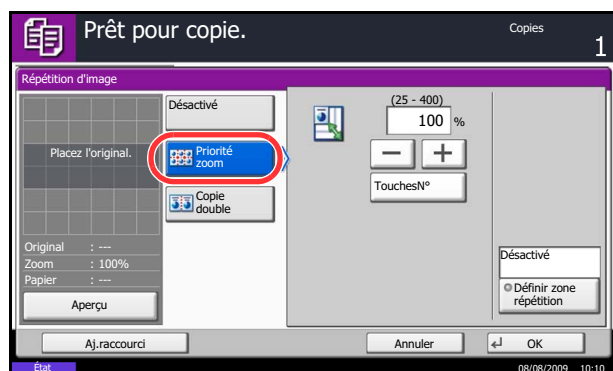 Prêt pour copie.
Copies
1
Répétition d'image
Placez l'original.
Original : ---
Zoom : 100%
Papier : ---
Aperçu
Désactivé
Priorité
zoom
Copie
double
(25 - 400)
100 %
TouchesN°
Désactivé
Définir zone
répétition
Aj.raccourci
Annuler
OK
État
08/08/2009 10:10